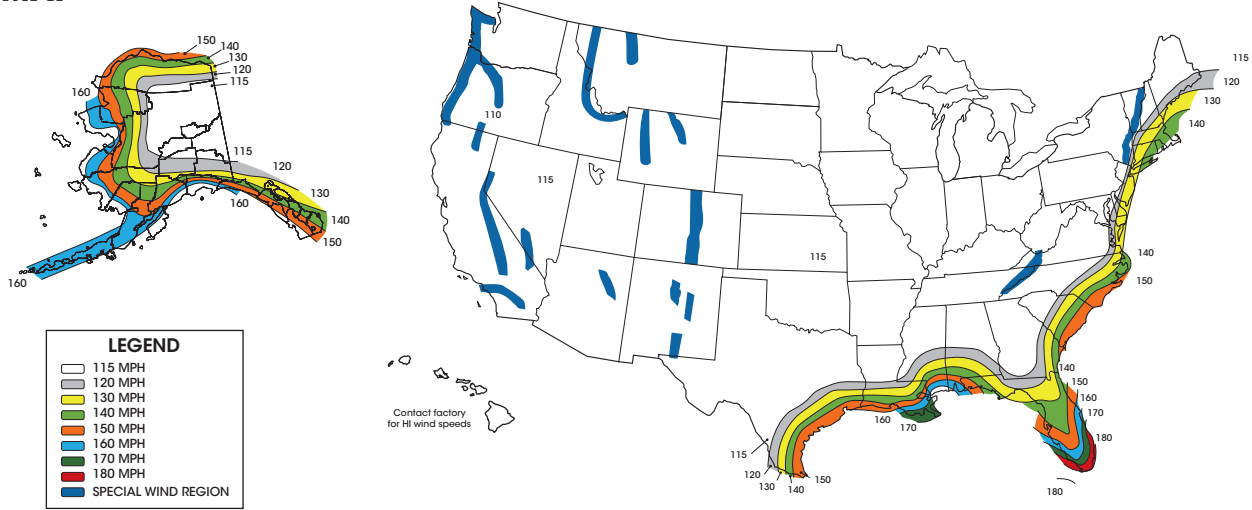 150
140
130
120
115
160
115
120
130
140
150
160
160
110
115
115
115
120
130
140
140
150
140
150
160
170
180
180
160
170
115
120
130
140
150
Contact factory
for HI wind speeds
LEGEND
115 MPH
120 MPH
130 MPH
140 MPH
150 MPH
160 MPH
170 MPH
180 MPH
SPECIAL WIND REGION